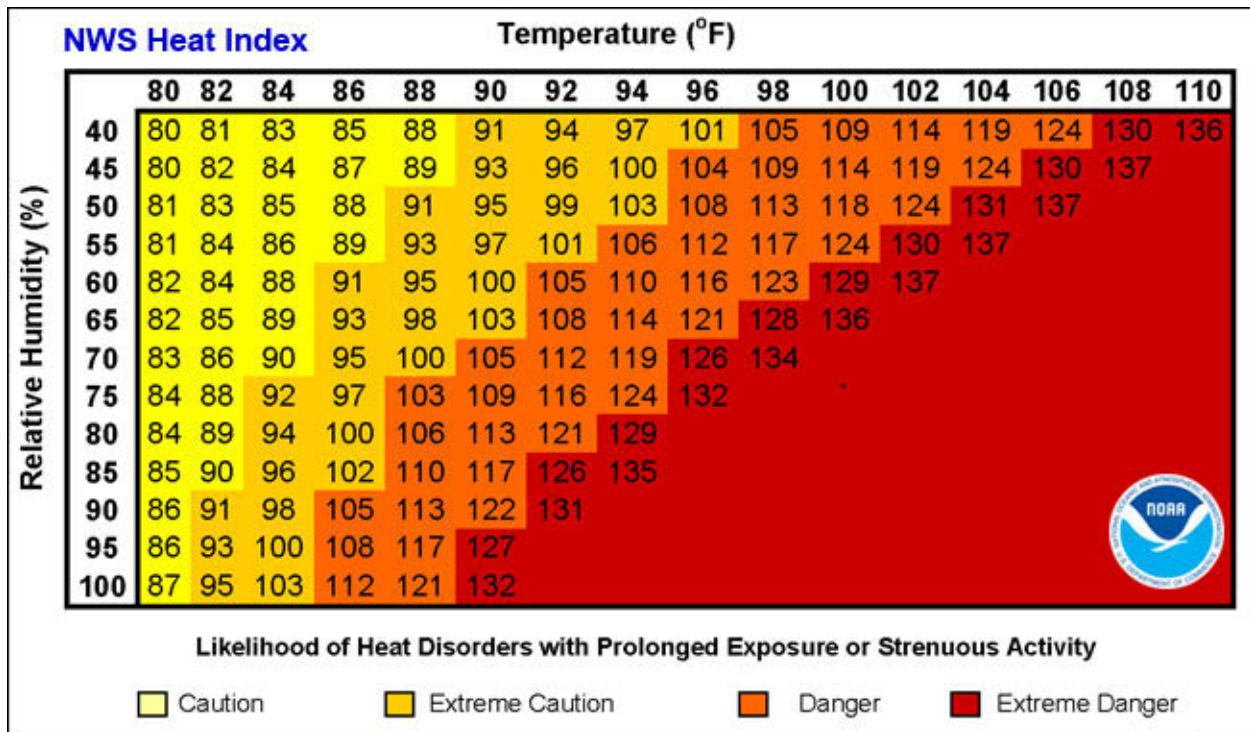 NWS Heat Index
Temperature (°F)
80 82 84 86 88 90 92 94 96 98 100 102 104 106 108 110
Relative Humidity (%)
40 80 81 83 85 88 91 94 97 101 105 109 114 119 124 130 136
45 80 82 84 87 89 93 96 100 104 109 114 119 124 130 137
50 81 83 85 88 91 95 99 103 108 113 118 124 131 137
55 81 84 86 89 93 97 101 106 112 117 124 130 137
60 82 84 88 91 95 100 105 110 116 123 129 137
65 82 85 89 93 98 103 108 114 121 128 136
70 83 86 90 95 100 105 112 119 126 134
75 84 88 92 97 103 109 116 124 132
80 84 89 94 100 106 113 121 129
85 85 90 96 102 110 117 126 135
90 86 91 98 105 113 122 131
95 86 93 100 108 117 127
100 87 95 103 112 121 132
NOAA
NATIONAL OCEANIC AND ATMOSPHERIC ADMINISTRATION
U.S. DEPARTMENT OF COMMERCE
Likelihood of Heat Disorders with Prolonged Exposure or Strenuous Activity
Caution Extreme Caution Danger Extreme Danger